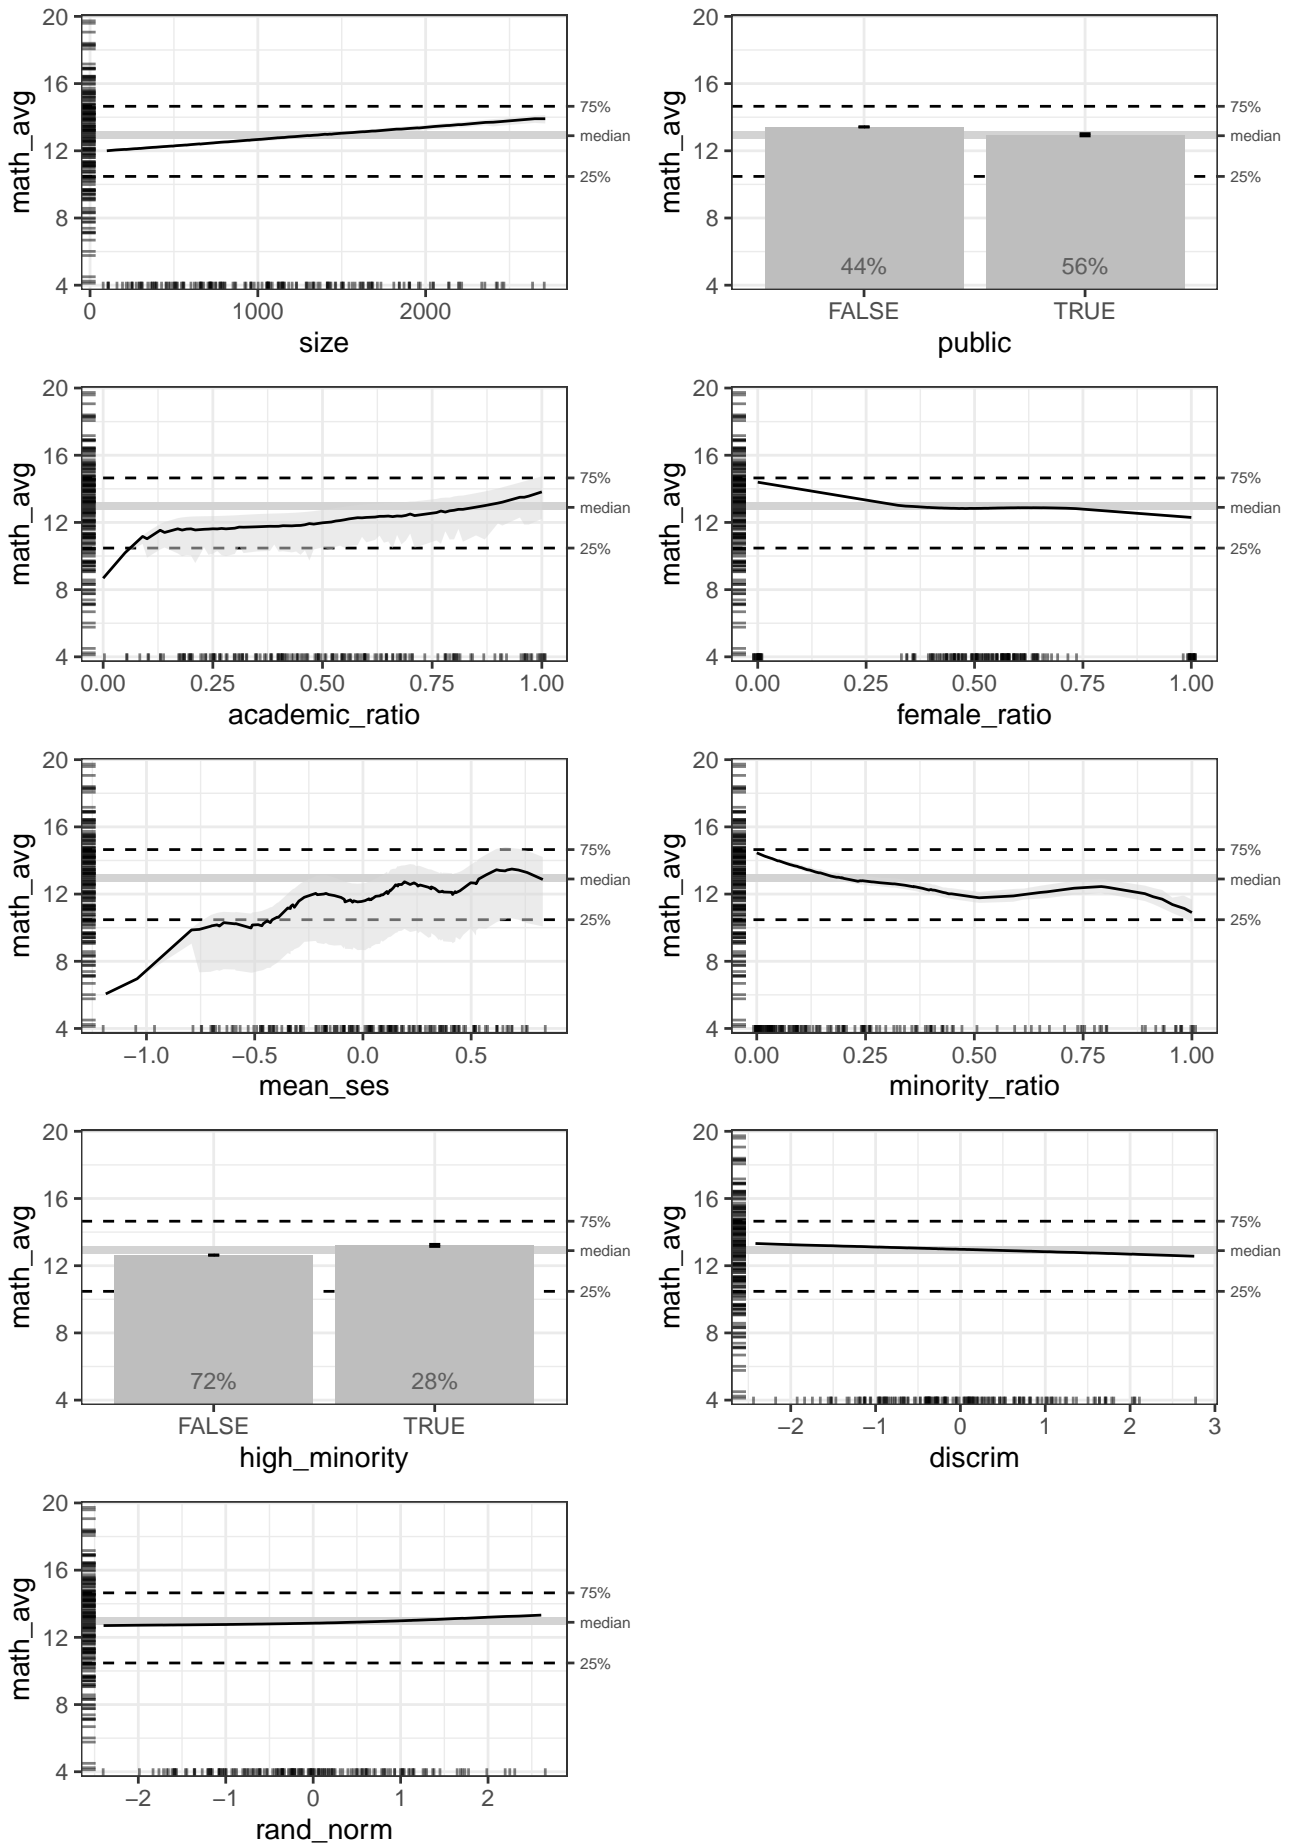 20
16
12
8
4
math_avg
75%
median
25%
0 1000 2000
size
20
16
12
8
4
math_avg
75%
median
25%
44% 56%
FALSE TRUE
public
20
16
12
8
4
math_avg
75%
median
25%
0.00 0.25 0.50 0.75 1.00
academic_ratio
20
16
12
8
4
math_avg
75%
median
25%
0.00 0.25 0.50 0.75 1.00
female_ratio
20
16
12
8
4
math_avg
75%
median
25%
−1.0 −0.5 0.0 0.5
mean_ses
20
16
12
8
4
math_avg
75%
median
25%
0.00 0.25 0.50 0.75 1.00
minority_ratio
20
16
12
8
4
math_avg
75%
median
25%
72% 28%
FALSE TRUE
high_minority
20
16
12
8
4
math_avg
75%
median
25%
−2 −1 0 1 2 3
discrim
20
16
12
8
4
math_avg
75%
median
25%
−2 −1 0 1 2
rand_norm